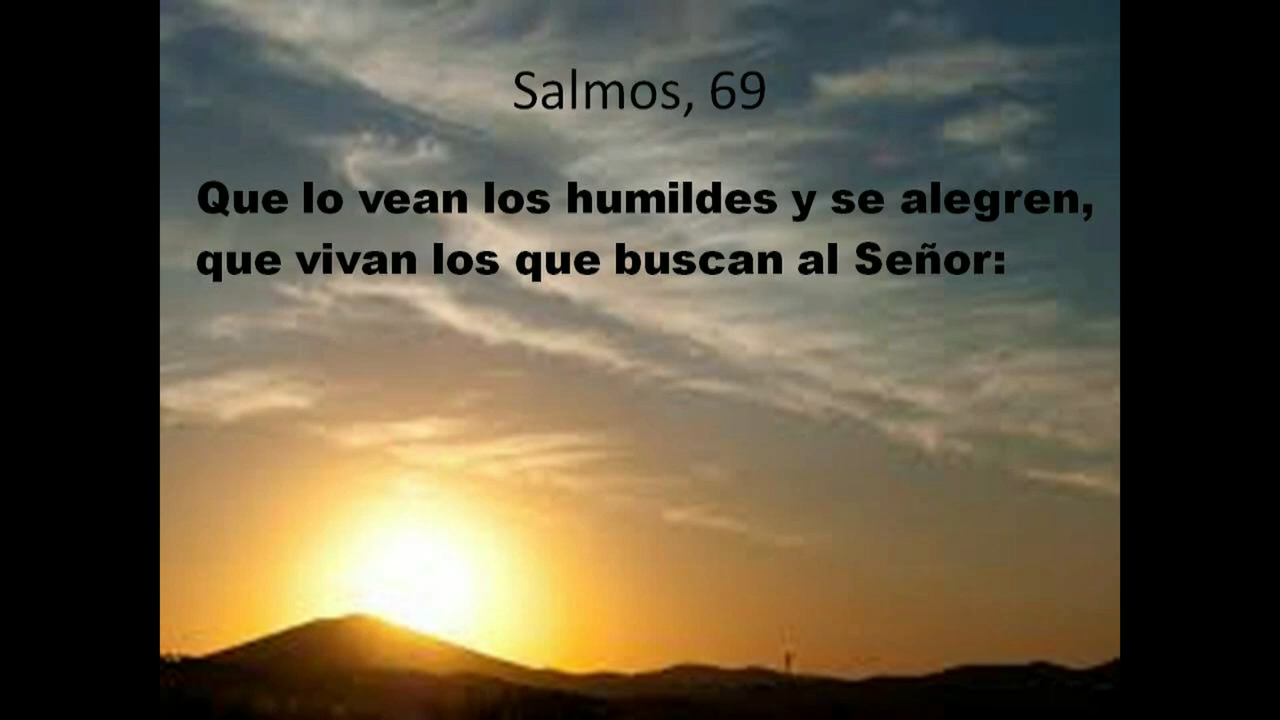 Salmos, 69
Que lo vean los humildes y se alegren,
que vivan los que buscan al Señor: